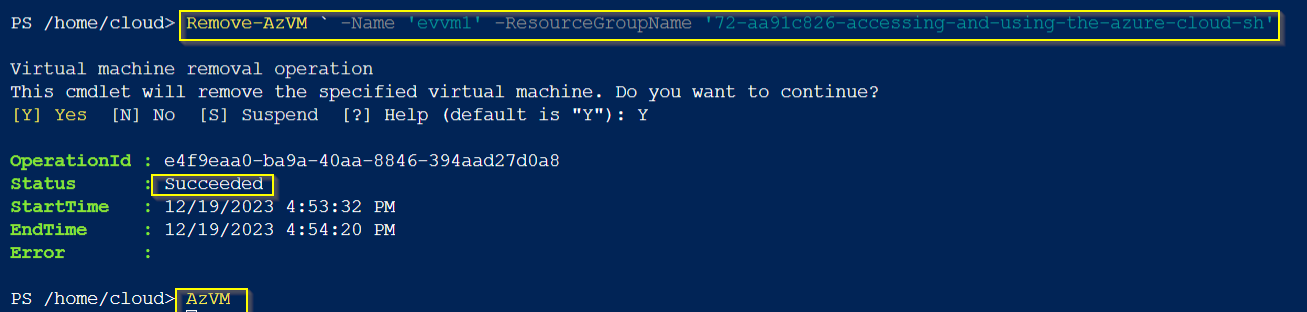 PS /home/cloud> Remove-AzVM ` -Name 'evvm1' -ResourceGroupName '72-aa91c826-accessing-and-using-the-azure-cloud-sh'
Virtual machine removal operation
This cmdlet will remove the specified virtual machine. Do you want to continue?
[Y] Yes  [N] No  [S] Suspend  [?] Help (default is "Y"): Y
OperationId : e4f9eaa0-ba9a-40aa-8846-394aad27d0a8
Status      : Succeeded
StartTime   : 12/19/2023 4:53:32 PM
EndTime     : 12/19/2023 4:54:20 PM
Error       :
PS /home/cloud> AzVM